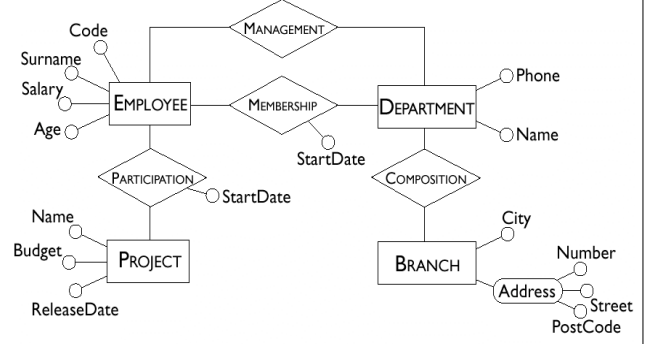 MANAGEMENT
Code
Surname
Salary
Age
EMPLOYEE
MEMBERSHIP
StartDate
DEPARTMENT
Phone
Name
PARTICIPATION
StartDate
COMPOSITION
Name
Budget
ReleaseDate
PROJECT
BRANCH
City
Address
Number
Street
PostCode